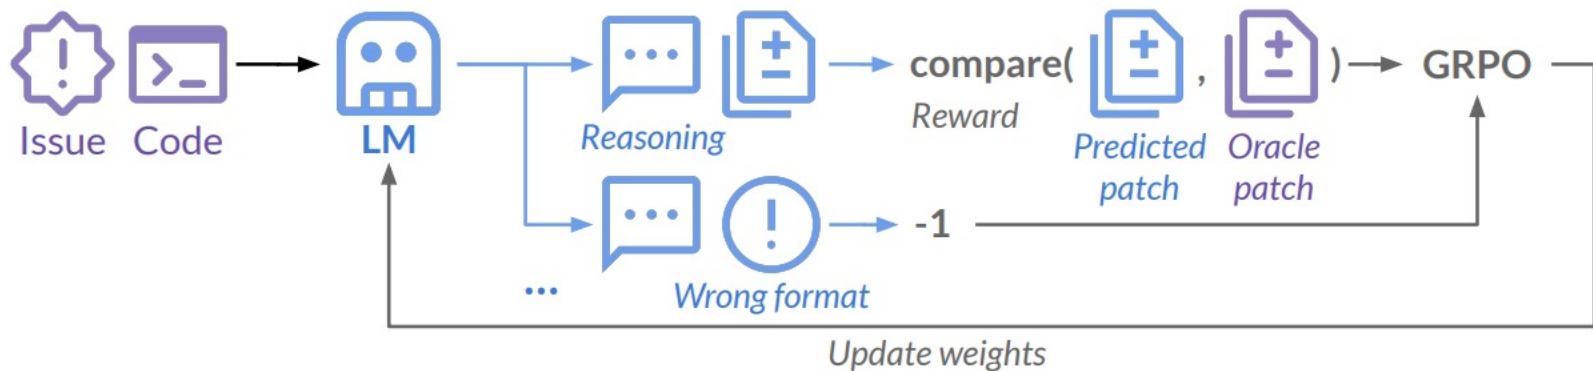 Issue Code
LM
Reasoning
compare( , )
Reward
Predicted
patch
Oracle
patch
GRPO
-1
...
Wrong format
Update weights